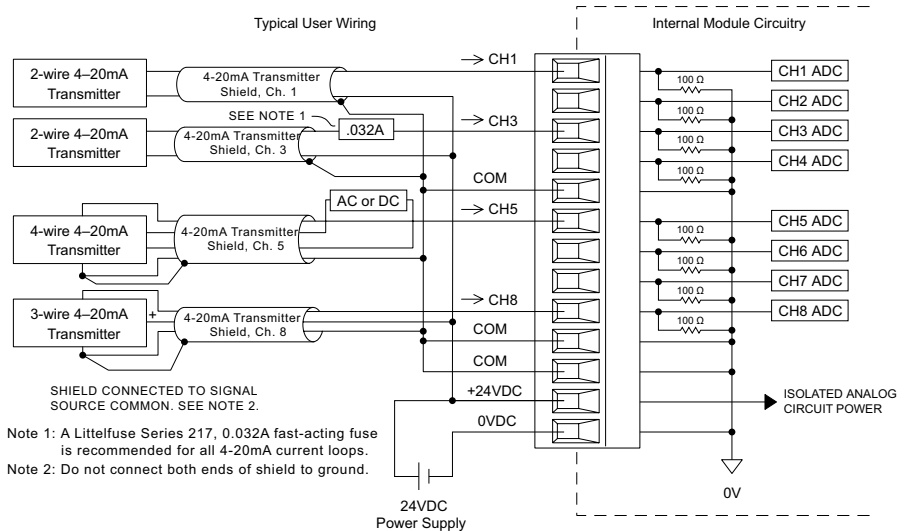 Typical User Wiring
Internal Module Circuitry
2-wire 4–20mA
Transmitter
4-20mA Transmitter
Shield, Ch. 1
CH1
100 Ω
CH1 ADC
100 Ω
CH2 ADC
SEE NOTE 1
.032A
2-wire 4–20mA
Transmitter
4-20mA Transmitter
Shield, Ch. 3
CH3
100 Ω
CH3 ADC
100 Ω
CH4 ADC
COM
AC or DC
4-wire 4–20mA
Transmitter
4-20mA Transmitter
Shield, Ch. 5
CH5
100 Ω
CH5 ADC
100 Ω
CH6 ADC
100 Ω
CH7 ADC
3-wire 4–20mA
Transmitter
+
4-20mA Transmitter
Shield, Ch. 8
CH8
100 Ω
CH8 ADC
COM
COM
SHIELD CONNECTED TO SIGNAL
SOURCE COMMON. SEE NOTE 2.
+24VDC
ISOLATED ANALOG
CIRCUIT POWER
0VDC
Note 1: A Littelfuse Series 217, 0.032A fast-acting fuse
is recommended for all 4-20mA current loops.
Note 2: Do not connect both ends of shield to ground.
24VDC
Power Supply
0V